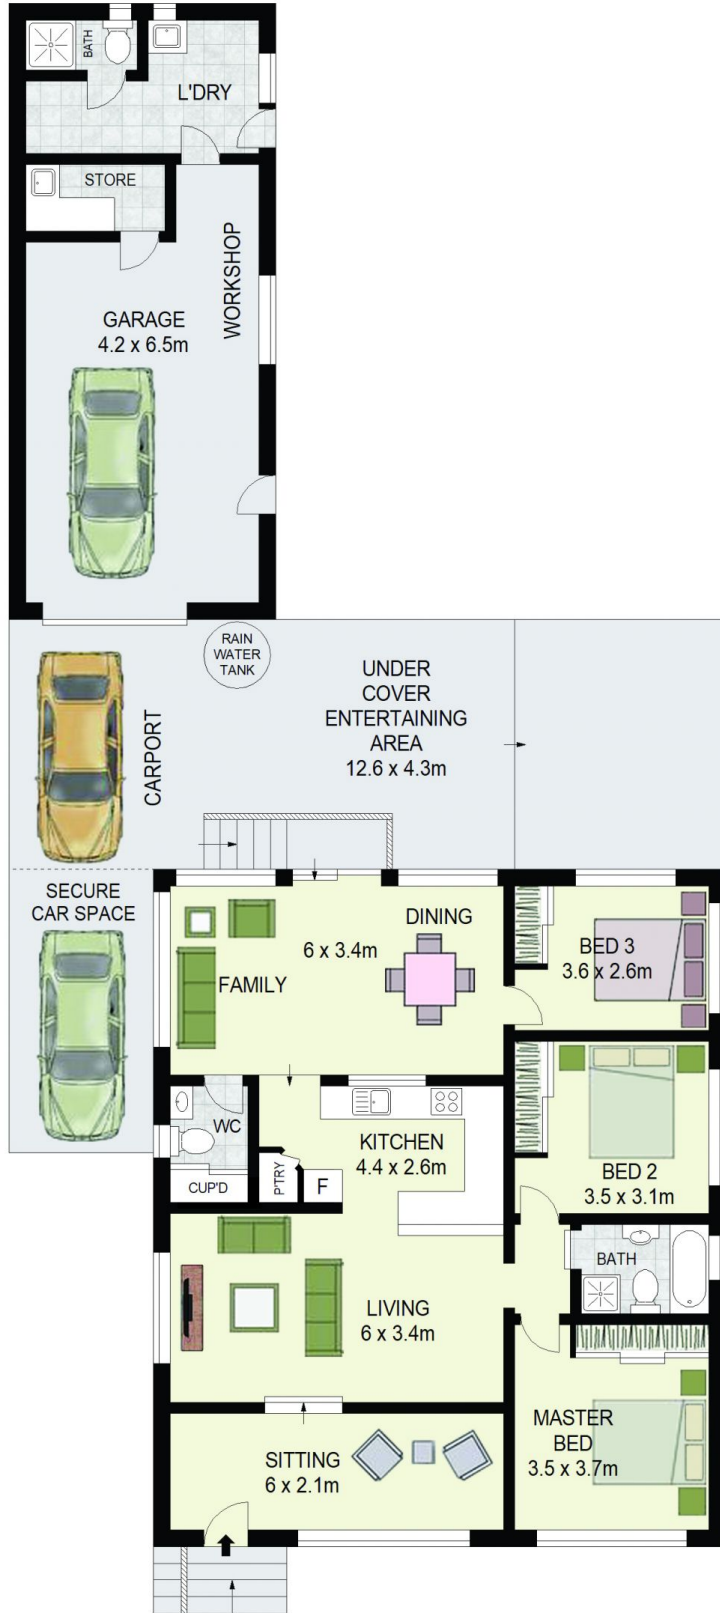 BATH
L'DRY
STORE
WORKSHOP
GARAGE
4.2 x 6.5m
RAIN
WATER
TANK
UNDER
COVER
ENTERTAINING
AREA
12.6 x 4.3m
CARPORT
SECURE
CAR SPACE
DINING
6 x 3.4m
FAMILY
BED 3
3.6 x 2.6m
WC
CUP'D
P'TRY
F
KITCHEN
4.4 x 2.6m
BED 2
3.5 x 3.1m
BATH
LIVING
6 x 3.4m
MASTER
BED
3.5 x 3.7m
SITTING
6 x 2.1m